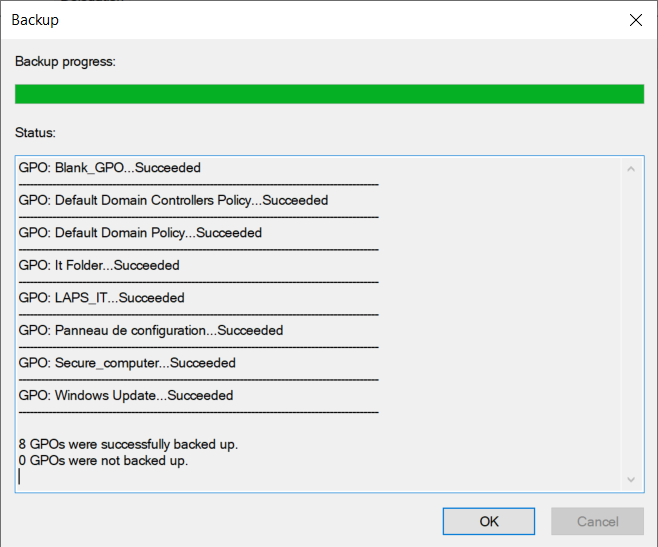 Backup
Backup progress:
Status:
GPO: Blank_GPO...Succeeded
GPO: Default Domain Controllers Policy...Succeeded
GPO: Default Domain Policy...Succeeded
GPO: It Folder...Succeeded
GPO: LAPS_IT...Succeeded
GPO: Panneau de configuration...Succeeded
GPO: Secure_computer...Succeeded
GPO: Windows Update...Succeeded
8 GPOs were successfully backed up.
0 GPOs were not backed up.
OK
Cancel